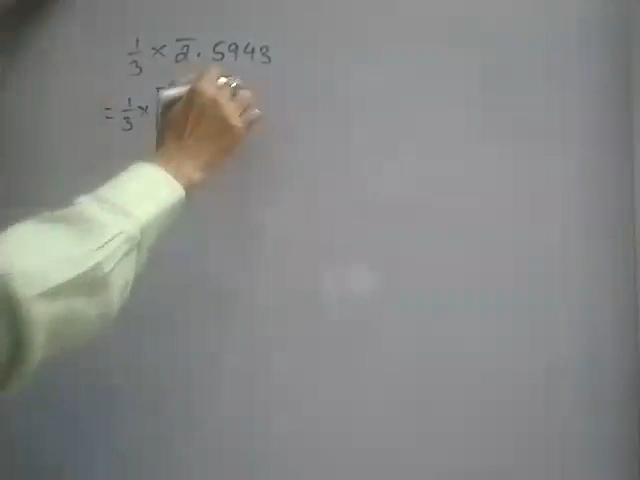 1/3 × 2̅.5943
= 1/3 × [